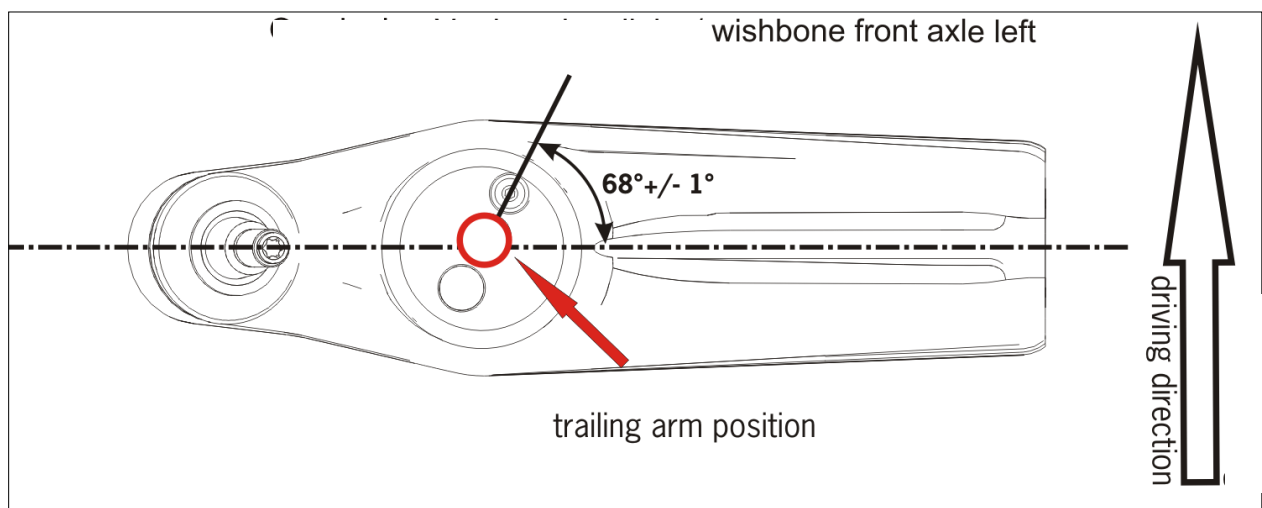 wishbone front axle left
68°+/- 1°
trailing arm position
driving direction